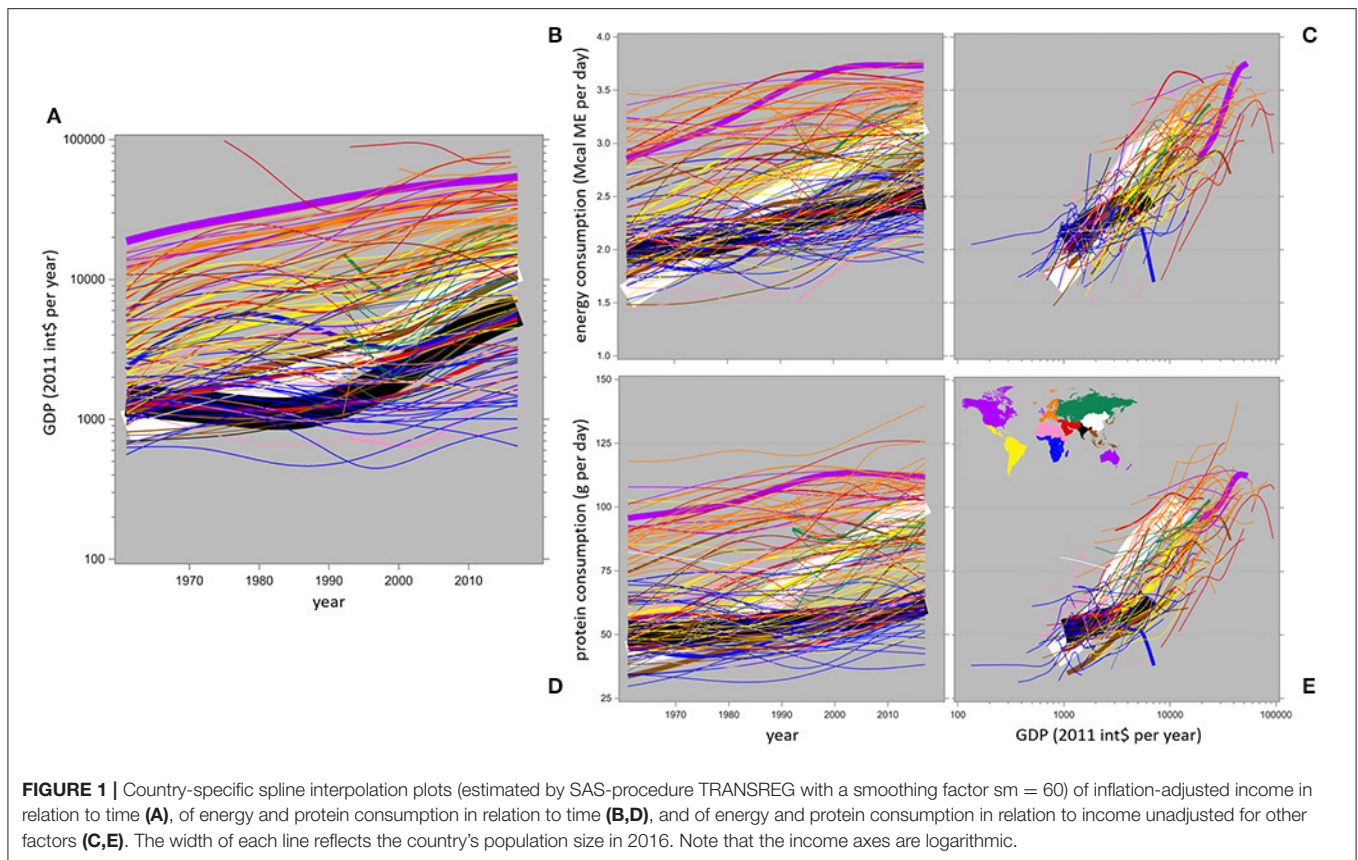 A
GDP (2011 int$ per year)
100000
10000
1000
100
1970 1980 1990 2000 2010
year
B
energy consumption (Mcal ME per day)
4.0
3.5
3.0
2.5
2.0
1.5
1.0
C
D
protein consumption (g per day)
150
125
100
75
50
25
1970 1980 1990 2000 2010
year
E
100 1000 10000 100000
GDP (2011 int$ per year)
FIGURE 1 | Country-specific spline interpolation plots (estimated by SAS-procedure TRANSREG with a smoothing factor sm = 60) of inflation-adjusted income in
relation to time (A), of energy and protein consumption in relation to time (B,D), and of energy and protein consumption in relation to income unadjusted for other
factors (C,E). The width of each line reflects the country's population size in 2016. Note that the income axes are logarithmic.